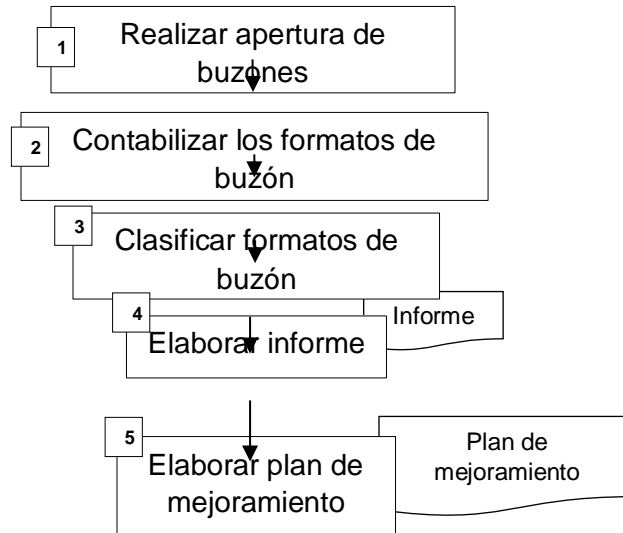 1
Realizar apertura de
buzones
2
Contabilizar los formatos de
buzón
3
Clasificar formatos de
buzón
4
Elaborar informe
Informe
5
Elaborar plan de
mejoramiento
Plan de
mejoramiento